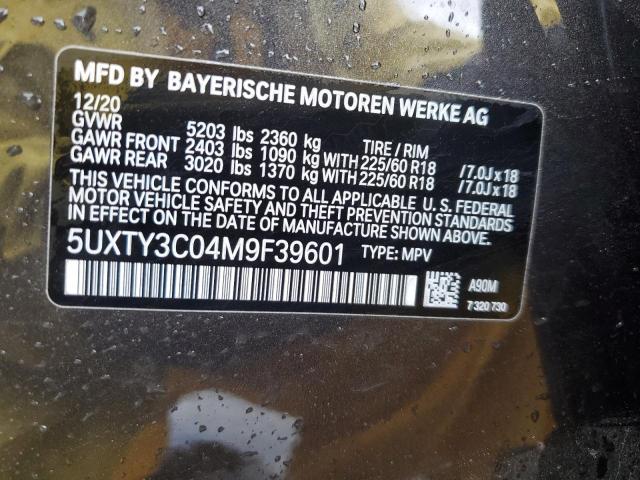 MFD BY BAYERISCHE MOTOREN WERKE AG
12/20
GVWR 5203 lbs 2360 kg TIRE / RIM
GAWR FRONT 2403 lbs 1090 kg WITH 225/60 R18 /7.0J x 18
GAWR REAR 3020 lbs 1370 kg WITH 225/60 R18 /7.0J x 18
THIS VEHICLE CONFORMS TO ALL APPLICABLE U. S. FEDERAL
MOTOR VEHICLE SAFETY AND THEFT PREVENTION STANDARDS
IN EFFECT ON THE DATE OF MANUFACTURE SHOWN ABOVE.
5UXTY3C04M9F39601 TYPE: MPV
A90M
7 320 730